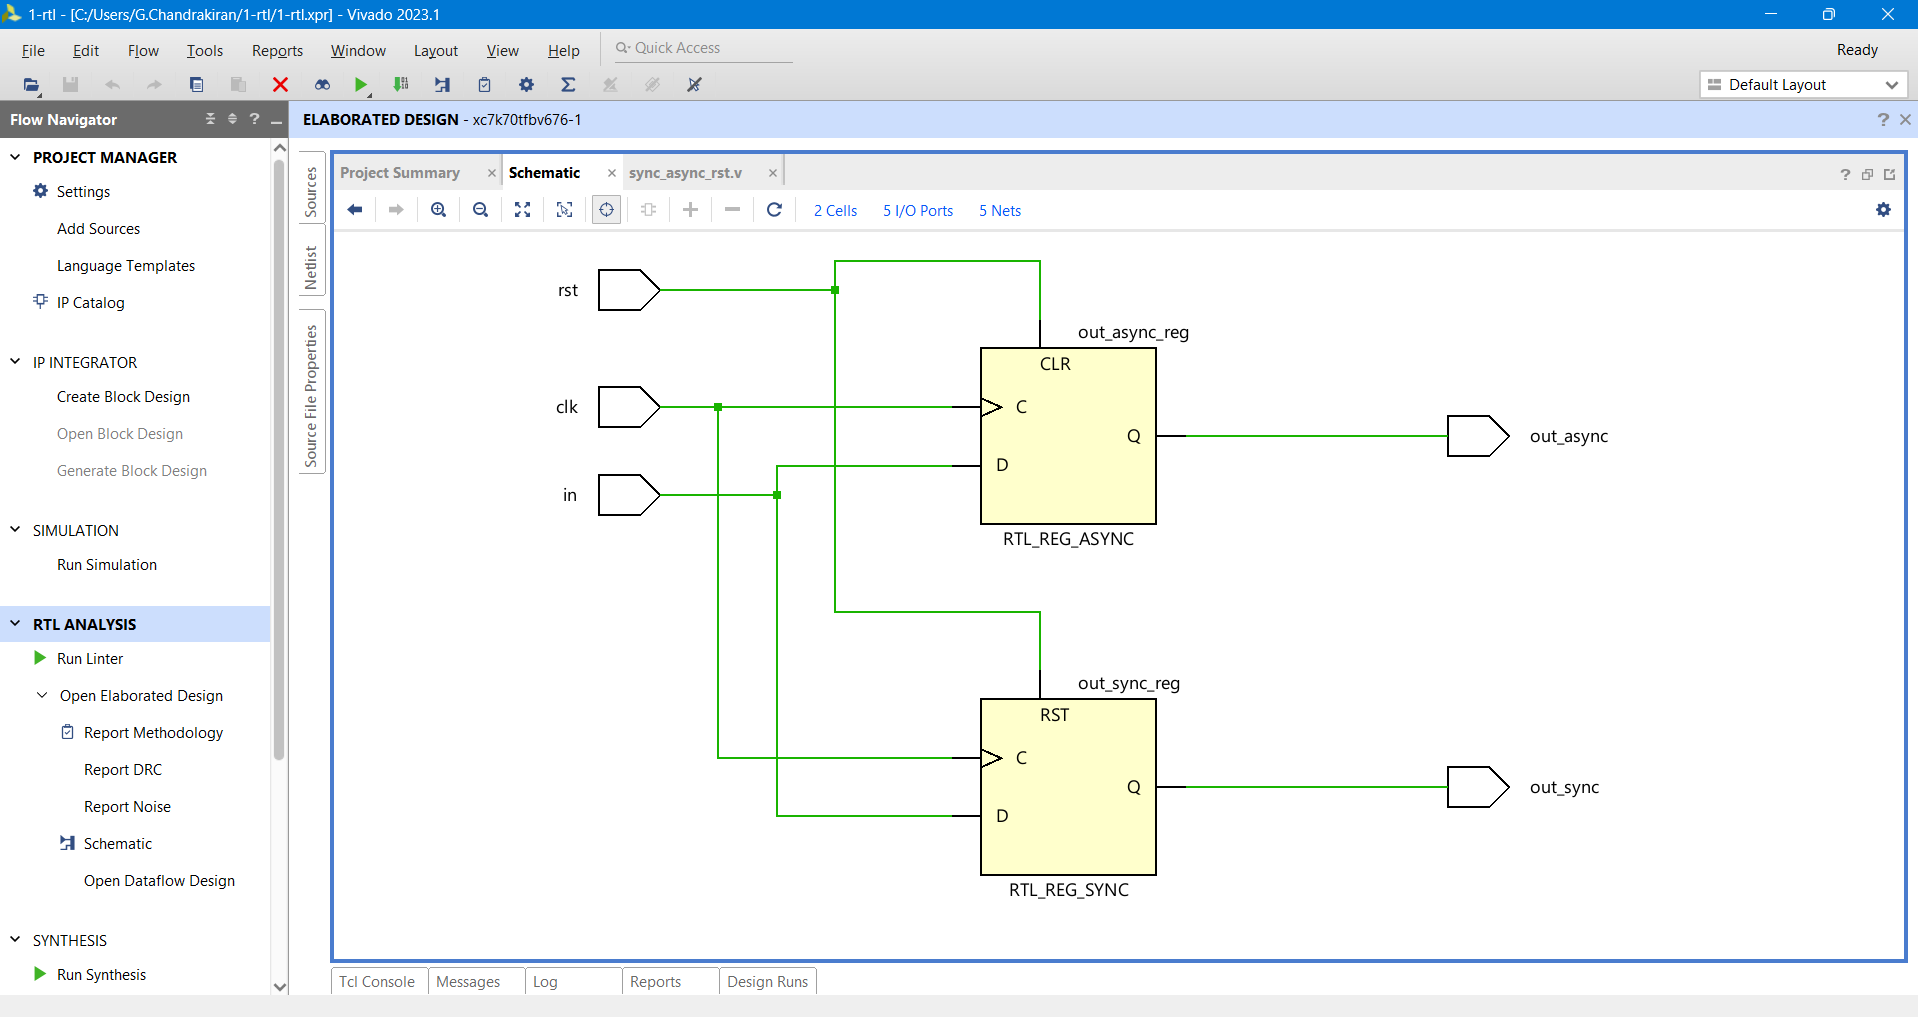 1-rtl - [C:/Users/G.Chandrakiran/1-rtl/1-rtl.xpr] - Vivado 2023.1
File Edit Flow Tools Reports Window Layout View Help Quick Access Ready
Default Layout
Flow Navigator
PROJECT MANAGER
Settings
Add Sources
Language Templates
IP Catalog
IP INTEGRATOR
Create Block Design
Open Block Design
Generate Block Design
SIMULATION
Run Simulation
RTL ANALYSIS
Run Linter
Open Elaborated Design
Report Methodology
Report DRC
Report Noise
Schematic
Open Dataflow Design
SYNTHESIS
Run Synthesis
ELABORATED DESIGN - xc7k70tfbv676-1
Sources
Netlist
Source File Properties
Project Summary Schematic sync_async_rst.v
2 Cells 5 I/O Ports 5 Nets
rst
out_async_reg
CLR
clk
C
Q
out_async
D
in
RTL_REG_ASYNC
out_sync_reg
RST
C
Q
out_sync
D
RTL_REG_SYNC
Tcl Console Messages Log Reports Design Runs